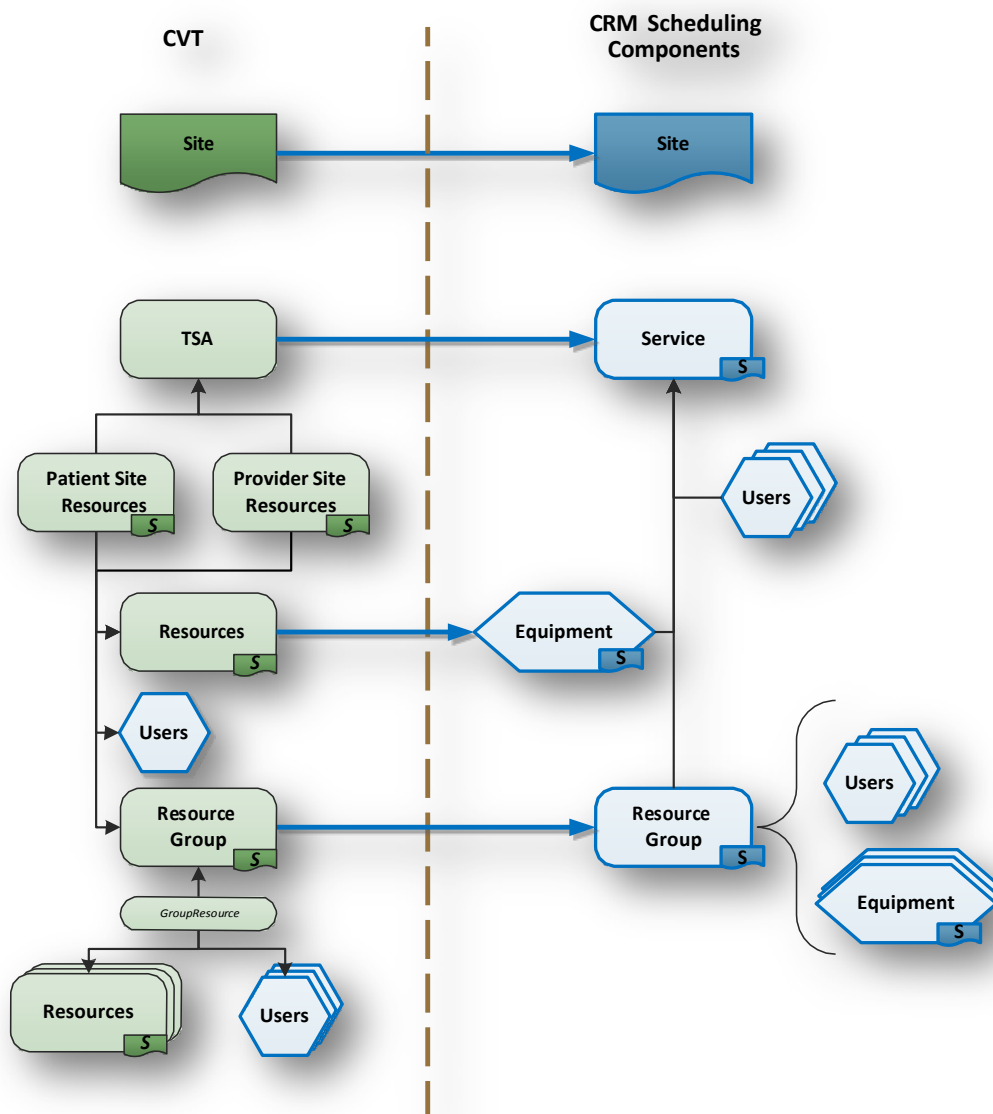 CVT
CRM Scheduling
Components
Site
Site
TSA
Service
S
Patient Site
Resources
S
Provider Site
Resources
S
Users
Resources
S
Equipment
S
Users
Resource
Group
S
Resource
Group
S
Users
Equipment
S
GroupResource
Resources
S
Users